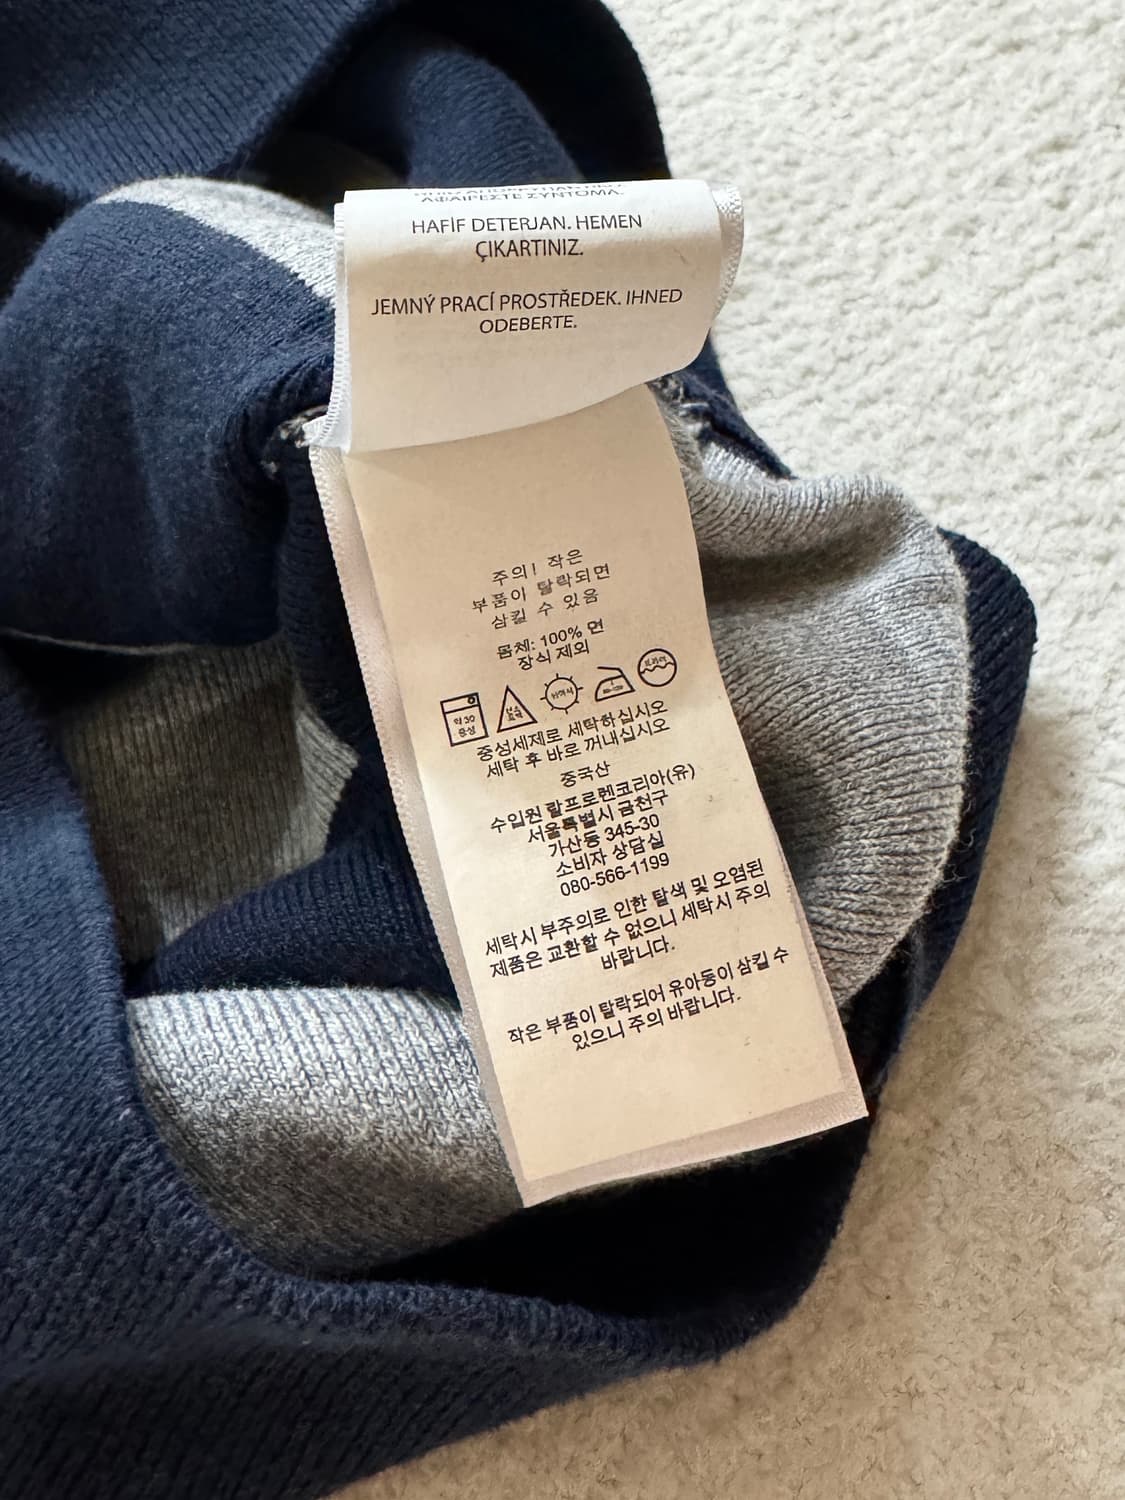 ΑΦΑΙΡΕΣΤΕ ΣΥΝΤΟΜΑ.
HAFİF DETERJAN. HEMEN
ÇIKARTINIZ.
JEMNÝ PRACÍ PROSTŘEDEK. IHNED
ODEBERTE.
주의! 작은
부품이 탈락되면
삼킬 수 있음
몸체: 100% 면
장식 제외
약 30
중성
중성세제로 세탁하십시오
세탁 후 바로 꺼내십시오
중국산
수입원 랄프로렌코리아(유)
서울특별시 금천구
가산동 345-30
소비자 상담실
080-566-1199
세탁시 부주의로 인한 탈색 및 오염된
제품은 교환할 수 없으니 세탁시 주의
바랍니다.
작은 부품이 탈락되어 유아동이 삼킬 수
있으니 주의 바랍니다.